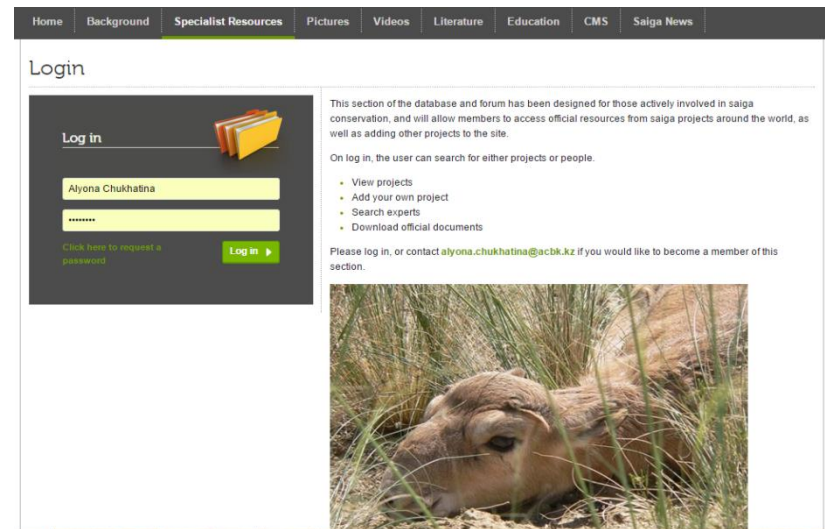 Home Background Specialist Resources Pictures Videos Literature Education CMS Saiga News
Login
Log in
Alyona Chukhatina
••••••••
Click here to request a
password
Log in
This section of the database and forum has been designed for those actively involved in saiga
conservation, and will allow members to access official resources from saiga projects around the world, as
well as adding other projects to the site.
On log in, the user can search for either projects or people.
• View projects
• Add your own project
• Search experts
• Download official documents
Please log in, or contact alyona.chukhatina@acbk.kz if you would like to become a member of this
section.